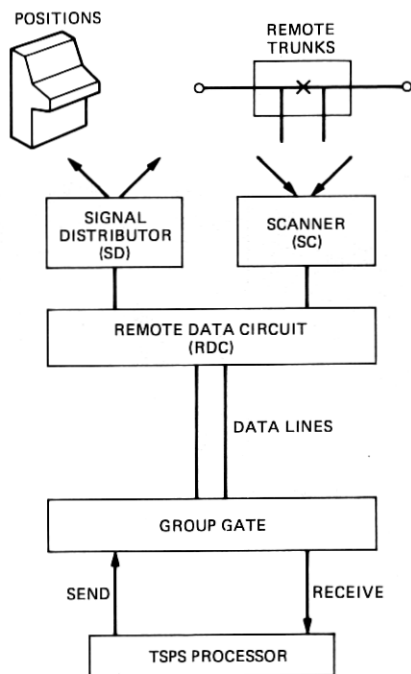 POSITIONS
REMOTE
TRUNKS
SIGNAL
DISTRIBUTOR
(SD)
SCANNER
(SC)
REMOTE DATA CIRCUIT
(RDC)
DATA LINES
GROUP GATE
SEND
RECEIVE
TSPS PROCESSOR